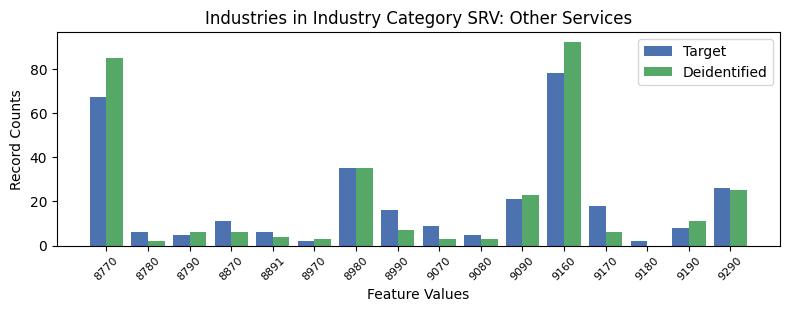 Industries in Industry Category SRV: Other Services
Target
Deidentified
Record Counts
80
60
40
20
0
8770 8780 8790 8870 8891 8970 8980 8990 9070 9080 9090 9160 9170 9180 9190 9290
Feature Values